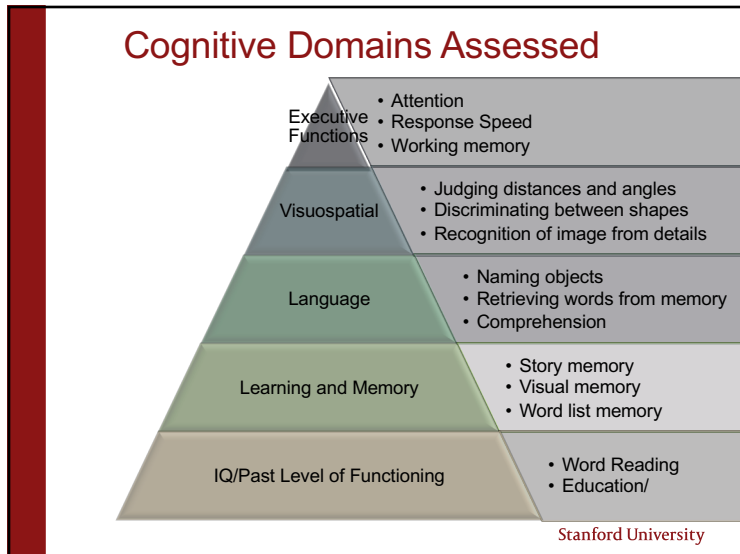 Cognitive Domains Assessed
Executive
Functions
• Attention
• Response Speed
• Working memory
Visuospatial
• Judging distances and angles
• Discriminating between shapes
• Recognition of image from details
Language
• Naming objects
• Retrieving words from memory
• Comprehension
Learning and Memory
• Story memory
• Visual memory
• Word list memory
IQ/Past Level of Functioning
• Word Reading
• Education/
Stanford University